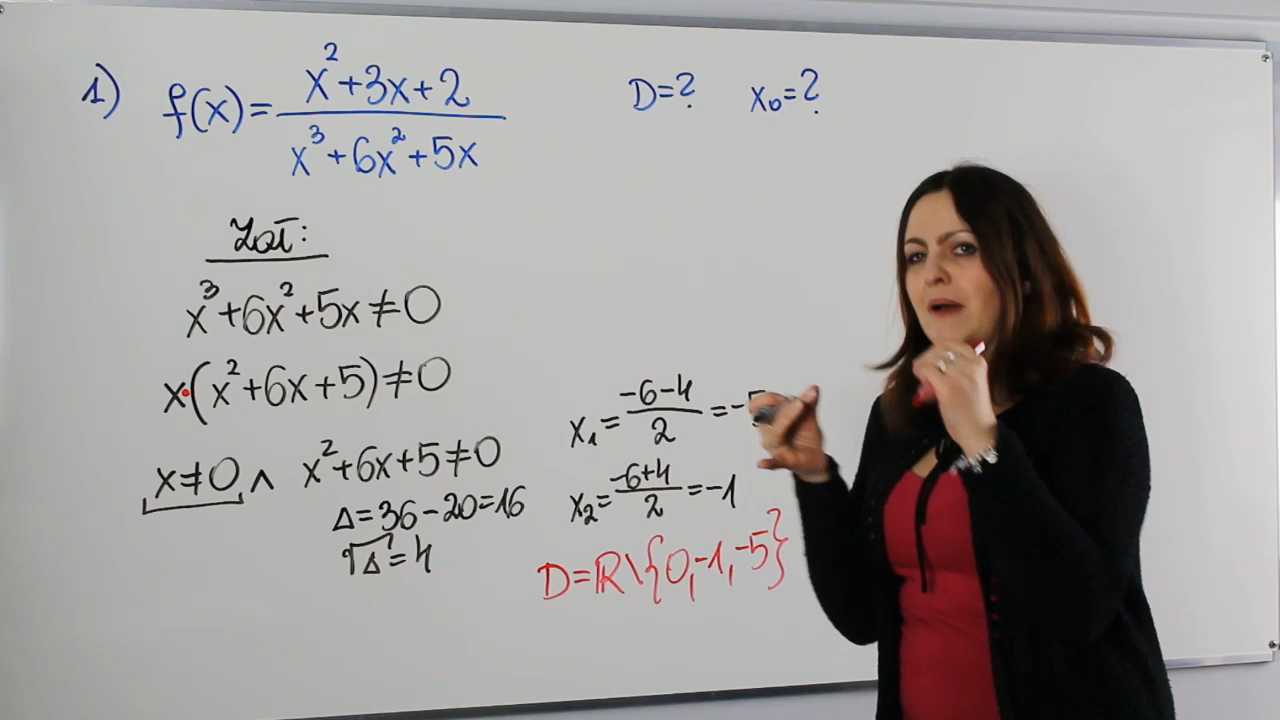 1) f(x)=(x²+3x+2)/(x³+6x²+5x) D=? x₀=?
Zał:
x³+6x²+5x≠0
x·(x²+6x+5)≠0
x≠0 ∧ x²+6x+5≠0
Δ=36-20=16
√Δ=4
x₁=(-6-4)/2=-5
x₂=(-6+4)/2=-1
D=ℝ\{0,-1,-5}